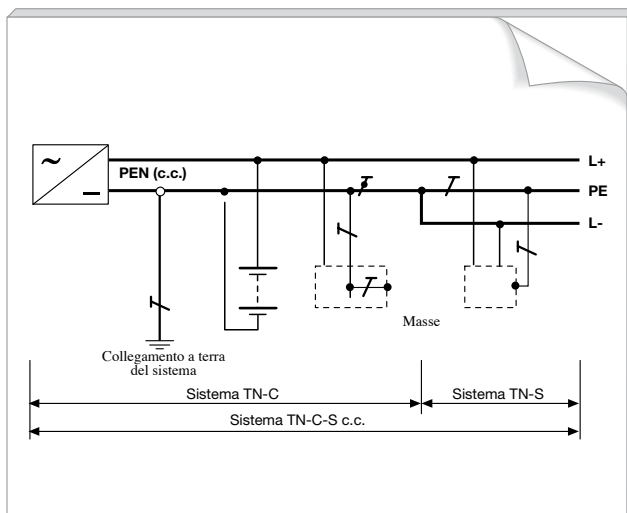 L+
PEN (c.c.)
PE
L-
Masse
Collegamento a terra
del sistema
Sistema TN-C
Sistema TN-S
Sistema TN-C-S c.c.